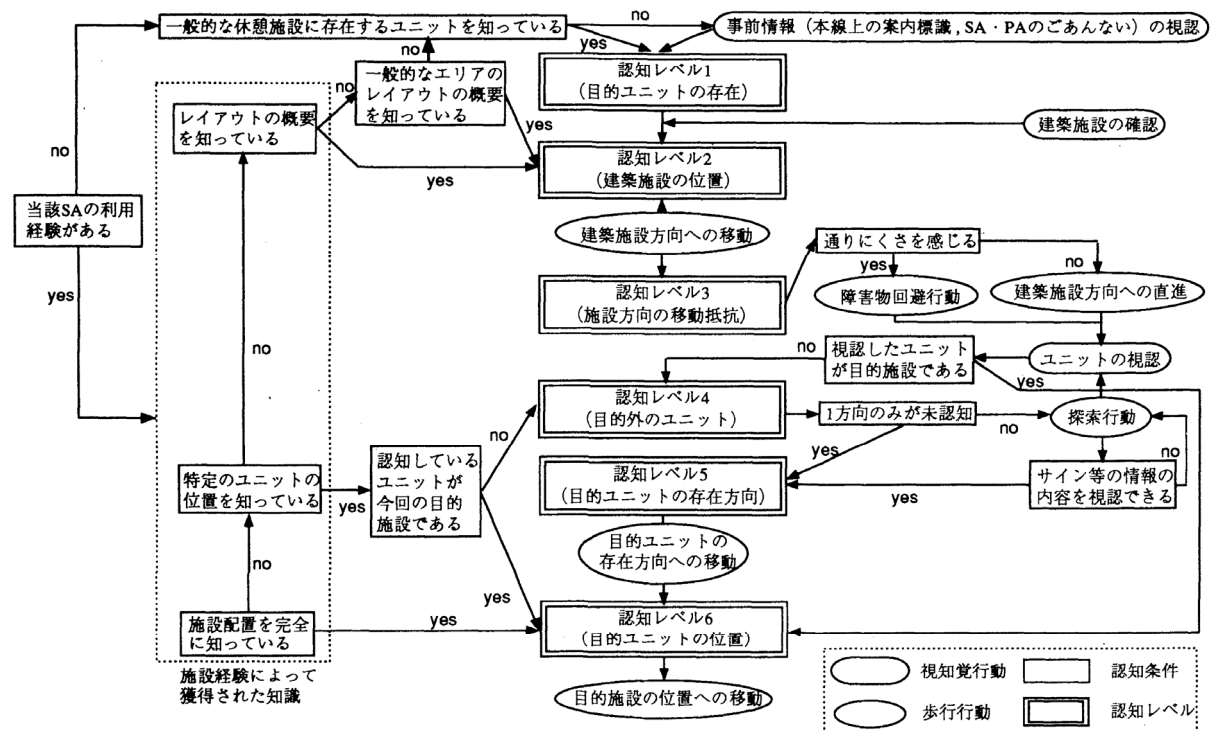 一般的な休憩施設に存在するユニットを知っている
no
事前情報（本線上の案内標識，SA・PAのごあんない）の視認
yes
no
一般的なエリアの
レイアウトの概要
を知っている
no
認知レベル1
（目的ユニットの存在）
レイアウトの概要
を知っている
yes
建築施設の確認
no
認知レベル2
（建築施設の位置）
yes
当該SAの利用
経験がある
建築施設方向への移動
通りにくさを感じる
yes
no
yes
認知レベル3
（施設方向の移動抵抗）
障害物回避行動
建築施設方向への直進
no
no
視認したユニット
が目的施設である
ユニットの視認
yes
認知レベル4
（目的外のユニット）
1方向のみが未認知
no
探索行動
no
yes
no
認知している
ユニットが
今回の目的
施設である
特定のユニットの
位置を知っている
yes
認知レベル5
（目的ユニットの存在方向）
yes
サイン等の情報の
内容を視認できる
目的ユニットの
存在方向への移動
no
yes
施設配置を完全
に知っている
yes
認知レベル6
（目的ユニットの位置）
施設経験によって
獲得された知識
目的施設の位置への移動
視知覚行動
認知条件
歩行行動
認知レベル